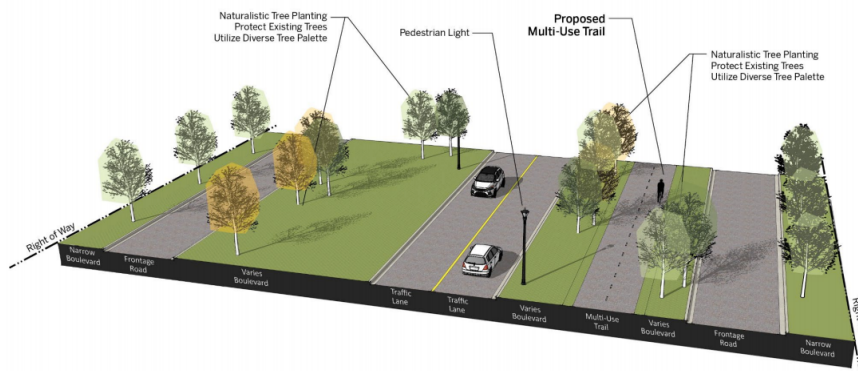 Naturalistic Tree Planting
Protect Existing Trees
Utilize Diverse Tree Palette
Pedestrian Light
Proposed
Multi-Use Trail
Naturalistic Tree Planting
Protect Existing Trees
Utilize Diverse Tree Palette
Right of Way
Narrow
Boulevard
Frontage
Road
Varies
Boulevard
Traffic
Lane
Traffic
Lane
Varies
Boulevard
Multi-Use
Trail
Varies
Boulevard
Frontage
Road
Narrow
Boulevard